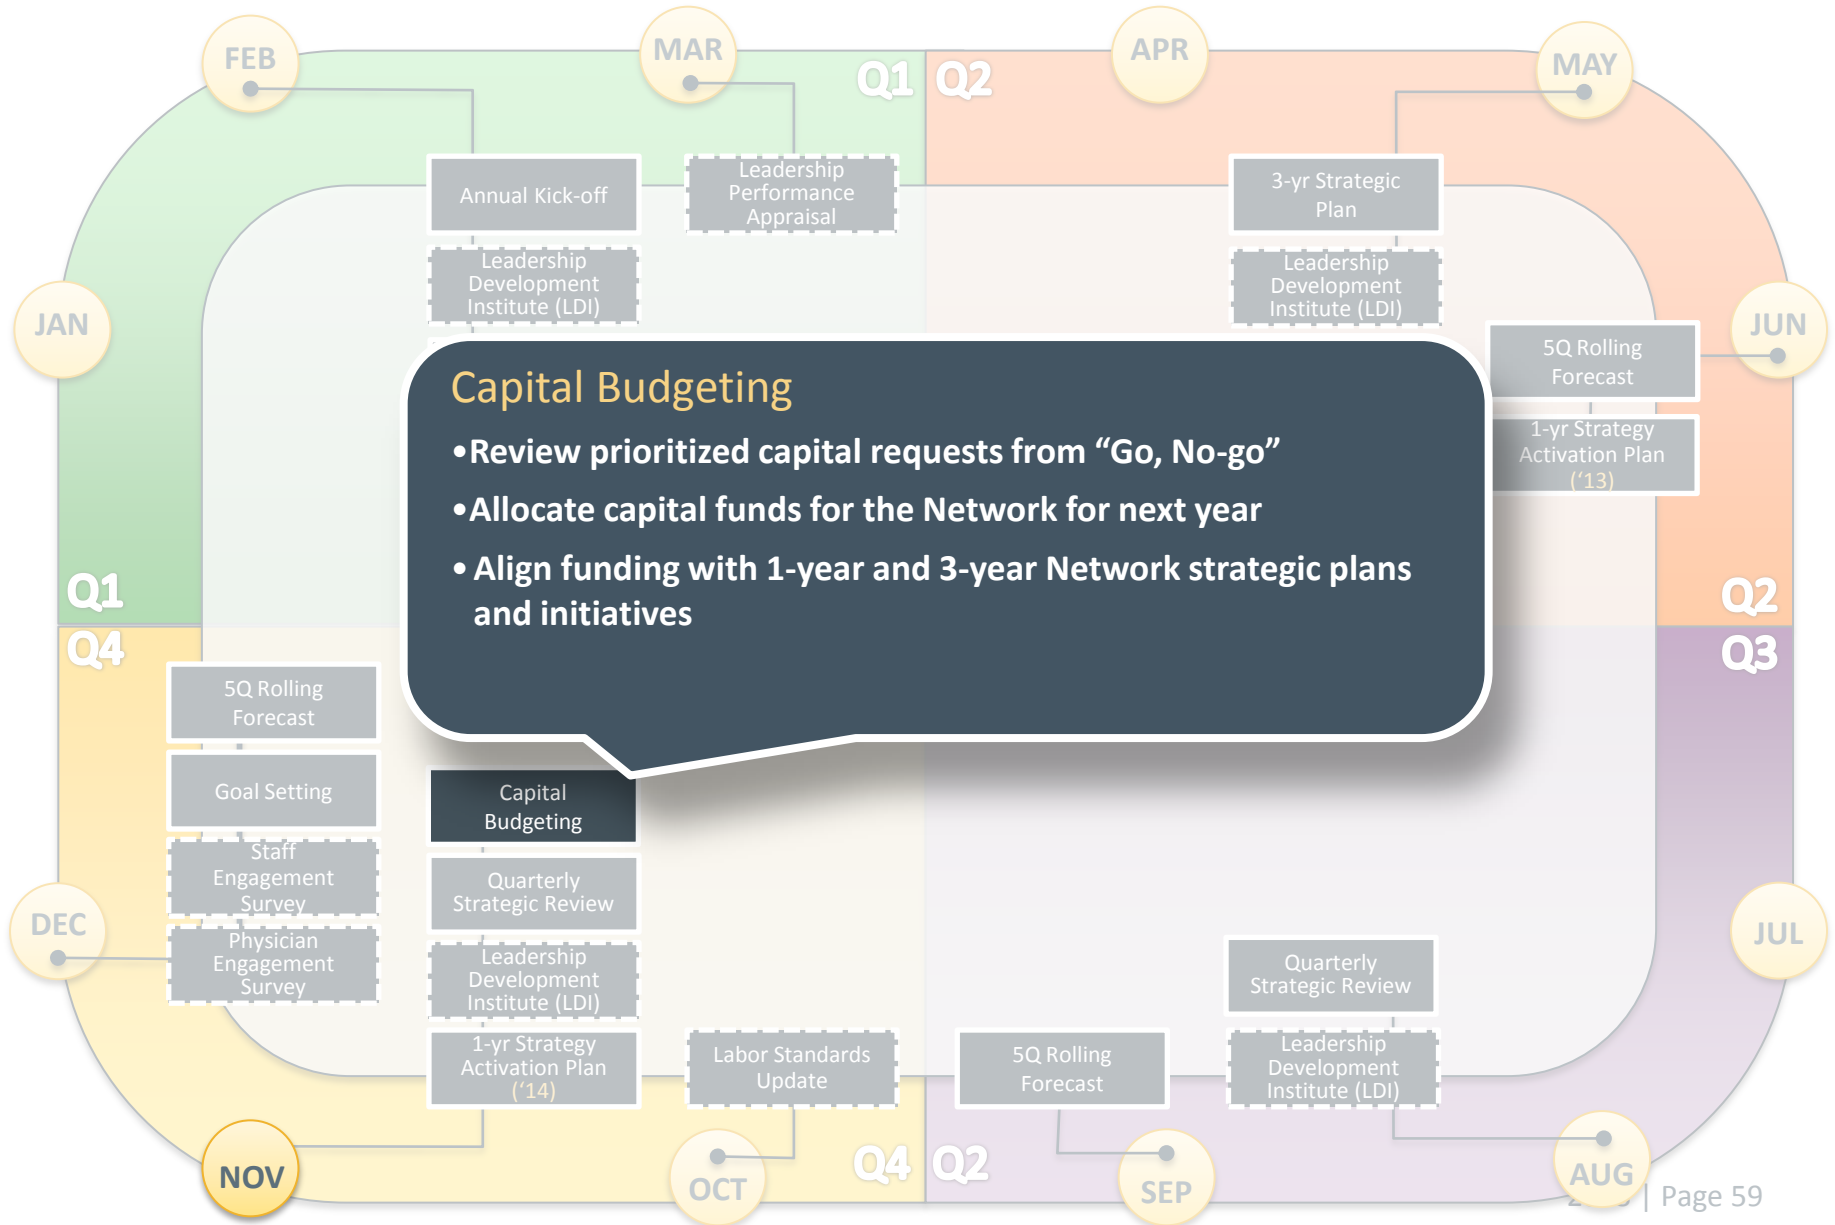 FEB
MAR
Q1
Q2
APR
MAY
Annual Kick-off
Leadership
Performance
Appraisal
3-yr Strategic
Plan
Leadership
Development
Institute (LDI)
Leadership
Development
Institute (LDI)
JAN
JUN
5Q Rolling
Forecast
1-yr Strategy
Activation Plan
(‘13)
Capital Budgeting
•Review prioritized capital requests from “Go, No-go”
•Allocate capital funds for the Network for next year
•Align funding with 1-year and 3-year Network strategic plans
and initiatives
Q1
Q2
Q4
Q3
5Q Rolling
Forecast
Goal Setting
Staff
Engagement
Survey
Physician
Engagement
Survey
DEC
Capital
Budgeting
Quarterly
Strategic Review
Leadership
Development
Institute (LDI)
1-yr Strategy
Activation Plan
(‘14)
Labor Standards
Update
5Q Rolling
Forecast
Quarterly
Strategic Review
Leadership
Development
Institute (LDI)
JUL
NOV
OCT
Q4
Q2
SEP
AUG
| Page 59